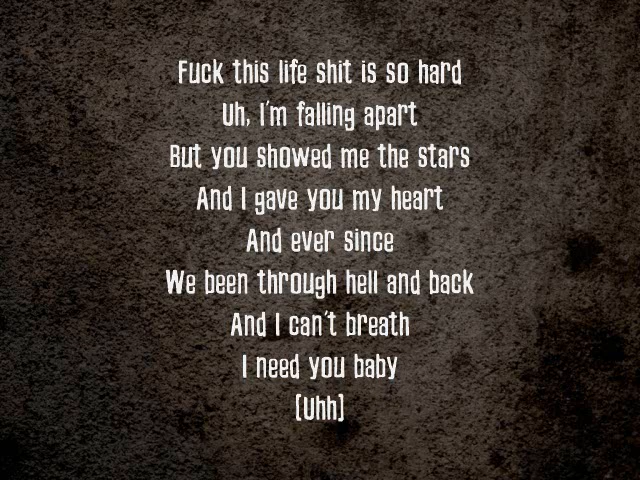 Fuck this life shit is so hard
Uh, I'm falling apart
But you showed me the stars
And I gave you my heart
And ever since
We been through hell and back
And I can't breath
I need you baby
[Uhh]